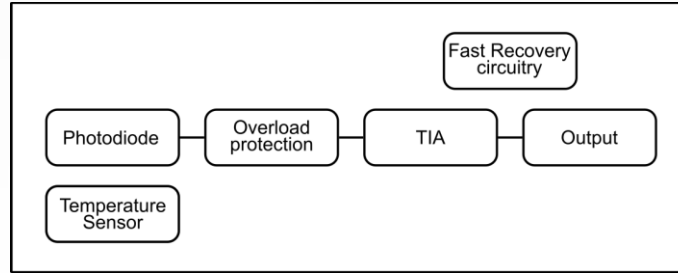 Fast Recovery
circuitry
Photodiode
Overload
protection
TIA
Output
Temperature
Sensor